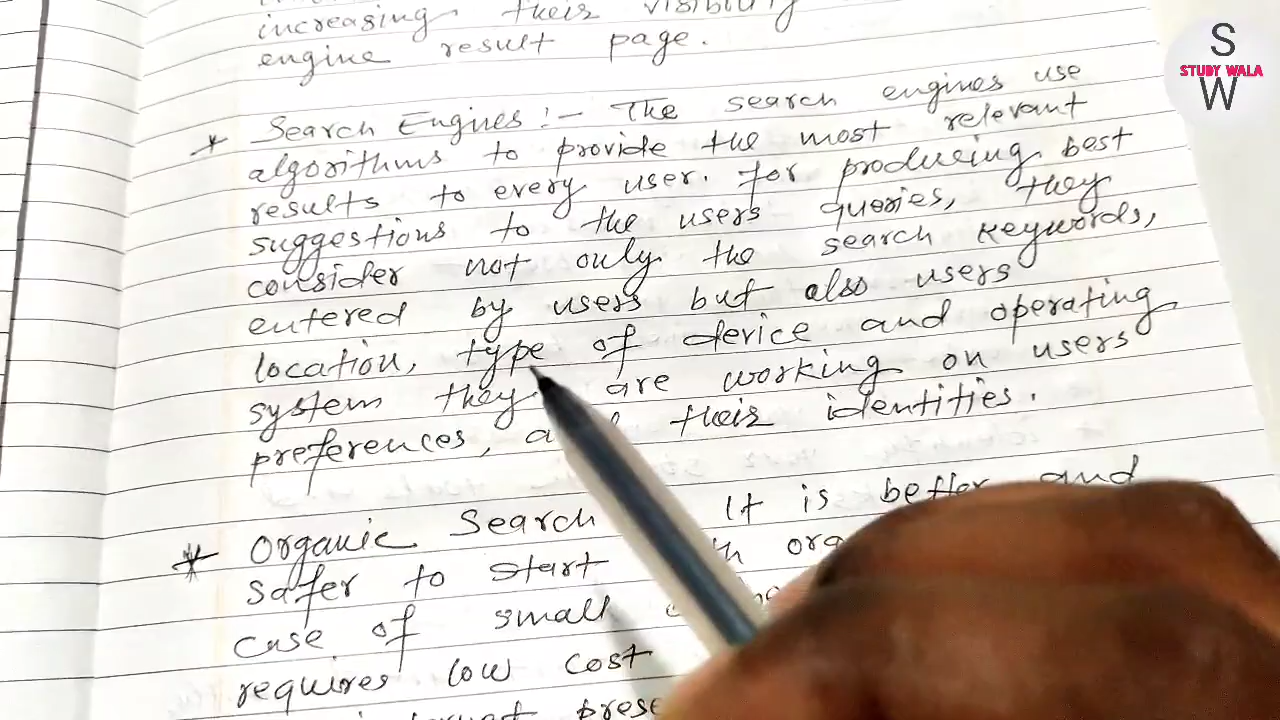 increasing their visibility
engine result page.
* Search Engines :- The search engines use
algorithms to provide the most relevant
results to every user. For producing best
suggestions to the users queries, they
consider not only the search keywords,
entered by users but also users
location, type of device and operating
system they are working on users
preferences, their identities.
* Organic Search It is better and
safer to start
case of small
requires low cost
S
STUDY WALA
W